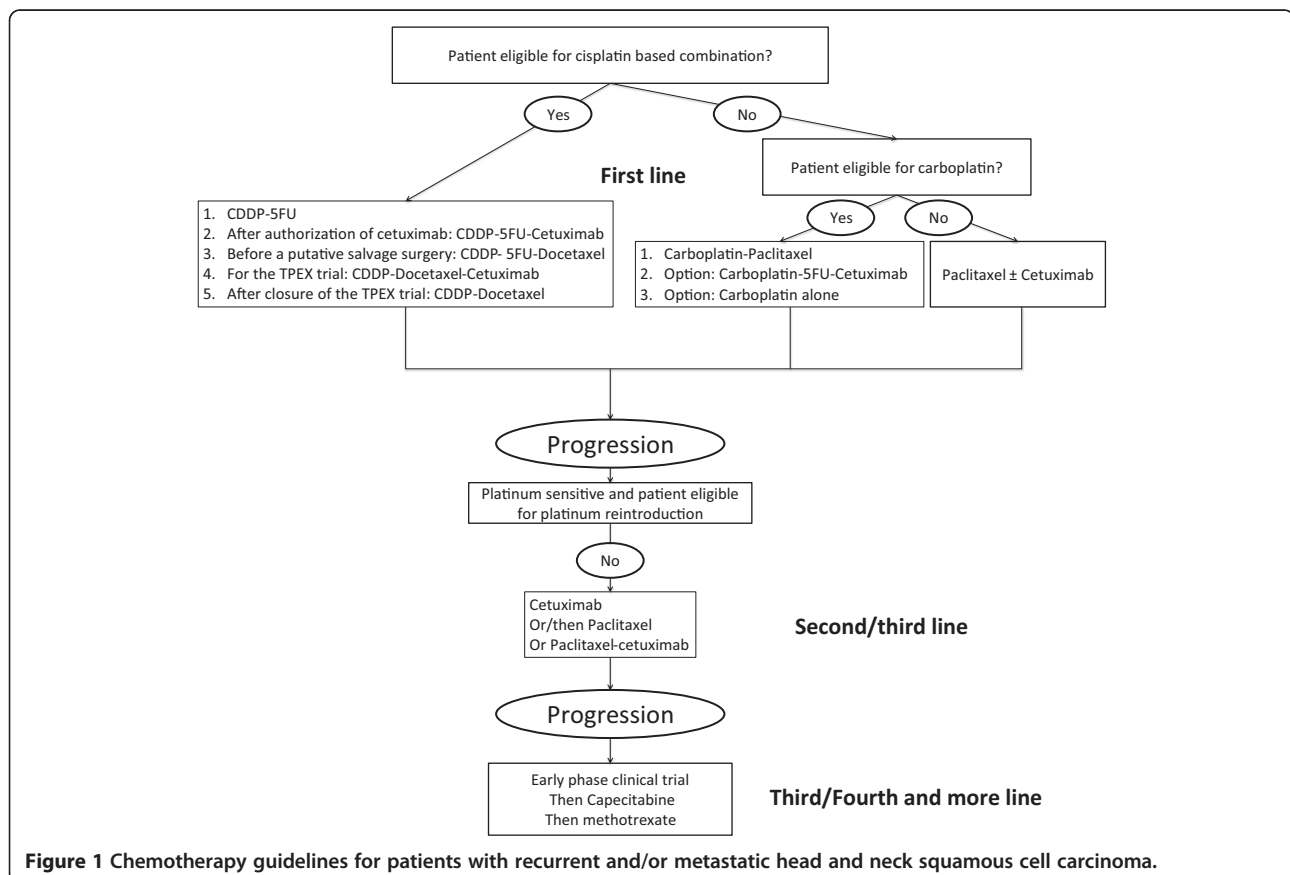 Patient eligible for cisplatin based combination?
Yes
No
Patient eligible for carboplatin?
First line
Yes
No
1. CDDP-5FU
2. After authorization of cetuximab: CDDP-5FU-Cetuximab
3. Before a putative salvage surgery: CDDP- 5FU-Docetaxel
4. For the TPEX trial: CDDP-Docetaxel-Cetuximab
5. After closure of the TPEX trial: CDDP-Docetaxel
1. Carboplatin-Paclitaxel
2. Option: Carboplatin-5FU-Cetuximab
3. Option: Carboplatin alone
Paclitaxel ± Cetuximab
Progression
Platinum sensitive and patient eligible
for platinum reintroduction
No
Cetuximab
Or/then Paclitaxel
Or Paclitaxel-cetuximab
Second/third line
Progression
Early phase clinical trial
Then Capecitabine
Then methotrexate
Third/Fourth and more line
Figure 1 Chemotherapy guidelines for patients with recurrent and/or metastatic head and neck squamous cell carcinoma.